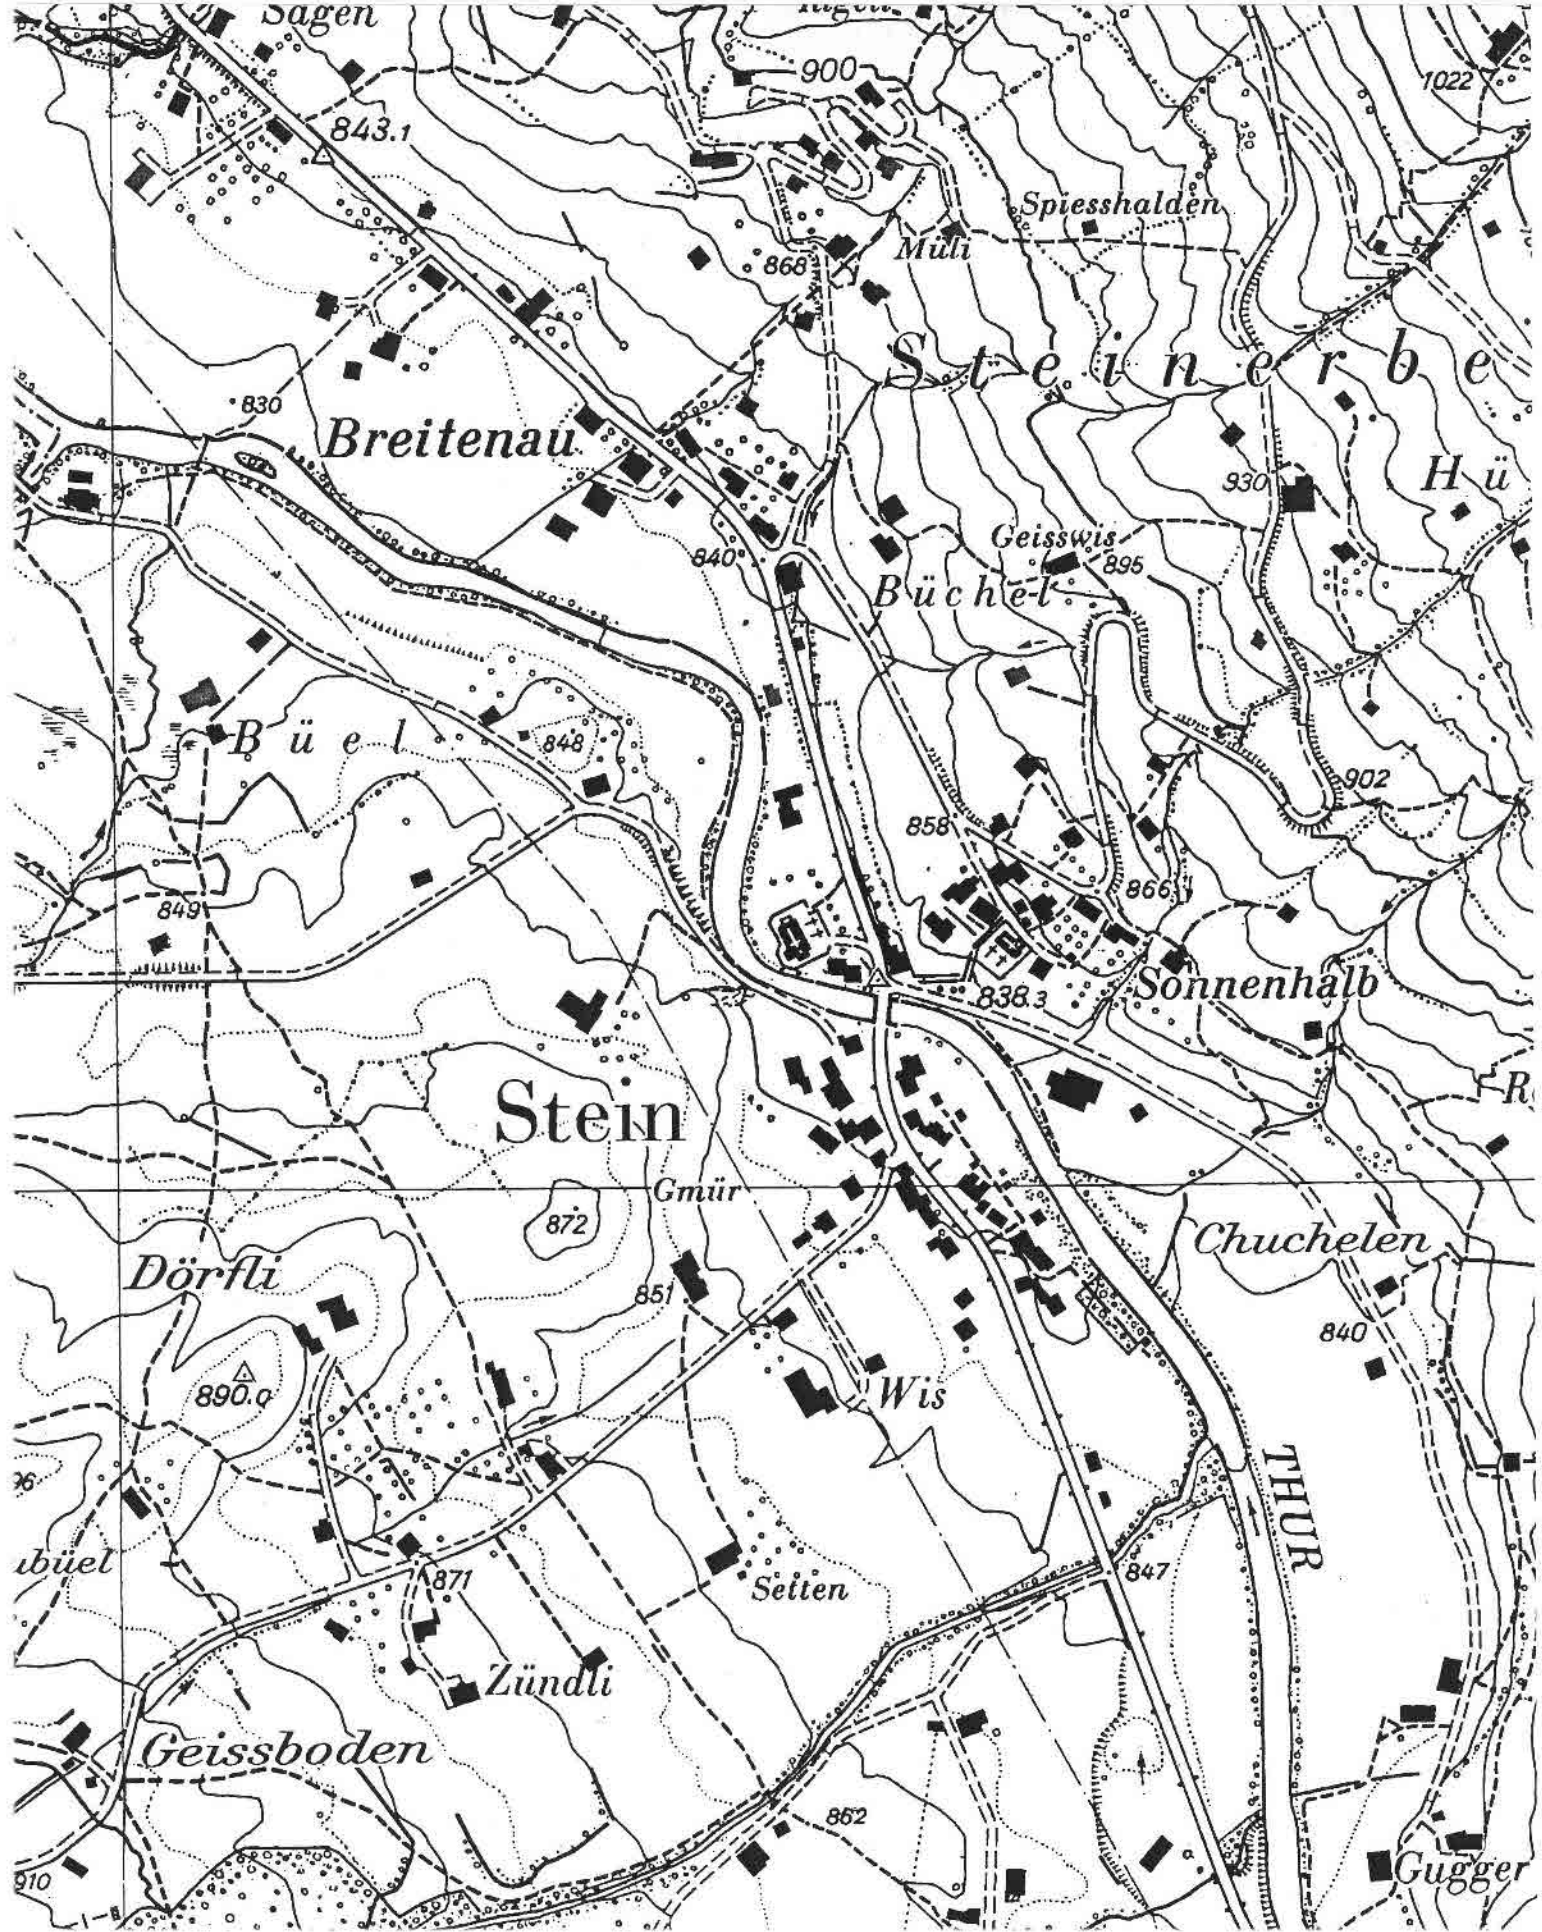 Sagen
900
1022
843.1
Spiesshalden
Müli
868
Steinerbe
830
Breitenau
930
Hü
840
Geisswis
895
Büchel
Büel
848
902
858
866
849
838.3
Sonnenhalb
Stein
R
Gmür
872
Chuchelen
Dörfli
851
840
890.0
Wis
THUR
96
büel
871
Setten
847
Zündli
Geissboden
862
910
Gugger